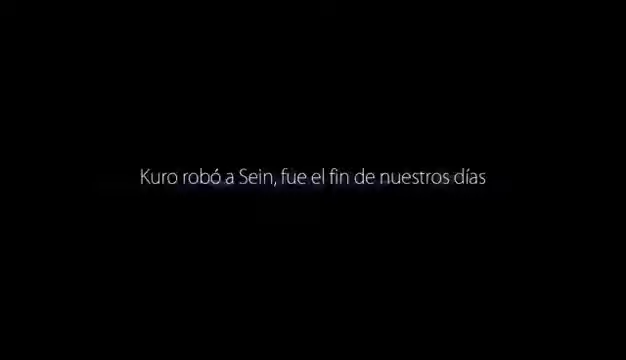 Kuro robó a Sein, fue el fin de nuestros días